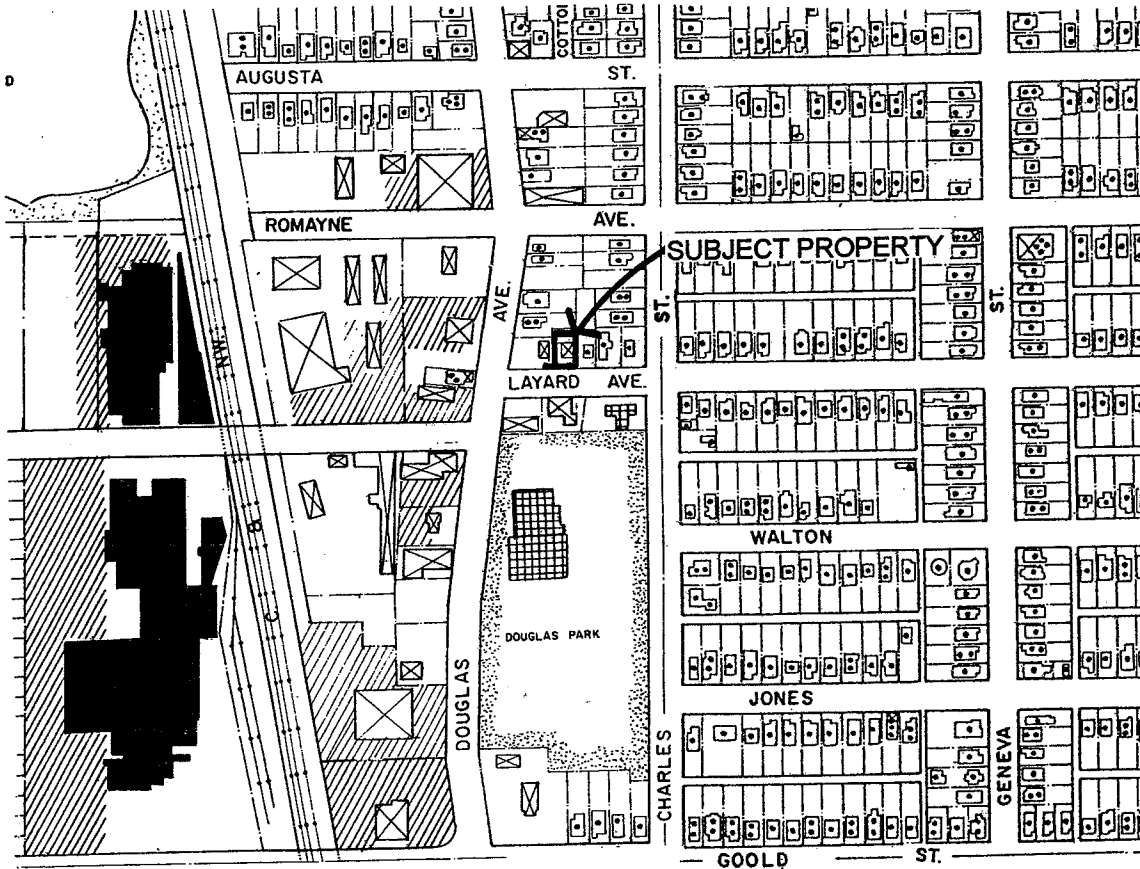 COTTON
AUGUSTA ST.
D
ROMAYNE AVE.
SUBJECT PROPERTY
AVE.
ST.
ST.
N.W.
LAYARD AVE.
WALTON
&
DOUGLAS PARK
C
JONES
DOUGLAS
CHARLES
GENEVA
GOOLD ST.